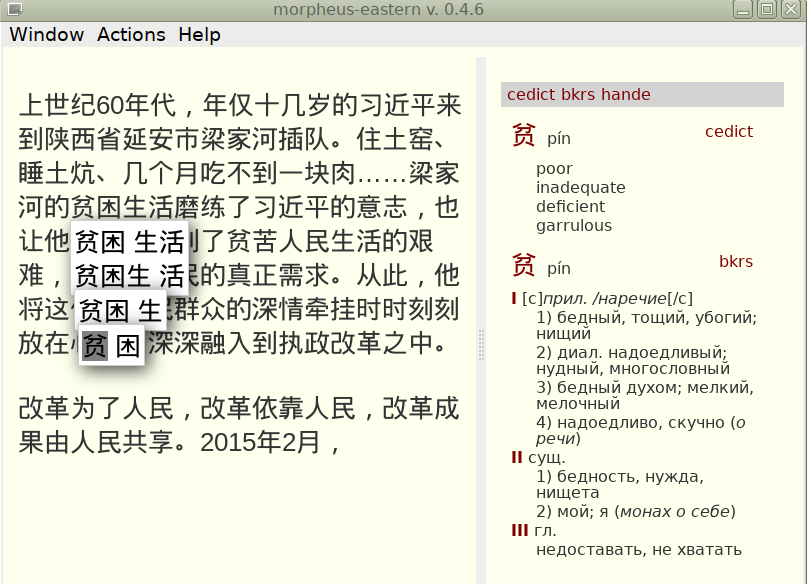 morpheus-eastern v. 0.4.6
Window Actions Help
上世纪60年代，年仅十几岁的习近平来
到陕西省延安市梁家河插队。住土窑、
睡土炕、几个月吃不到一块肉……梁家
河的贫困生活磨练了习近平的意志，也
让他
到了贫苦人民生活的艰
难，
民的真正需求。从此，他
将这
群众的深情牵挂时时刻刻
放在
深深融入到执政改革之中。
贫困 生活
贫困生 活
贫困 生
贫 困
改革为了人民，改革依靠人民，改革成
果由人民共享。2015年2月，
cedict bkrs hande
贫 pín cedict
poor
inadequate
deficient
garrulous
贫 pín bkrs
I [c]прил. /наречие[/c]
1) бедный, тощий, убогий;
нищий
2) диал. надоедливый;
нудный, многословный
3) бедный духом; мелкий,
мелочный
4) надоедливо, скучно (о
речи)
II сущ.
1) бедность, нужда,
нищета
2) мой; я (монах о себе)
III гл.
недоставать, не хватать